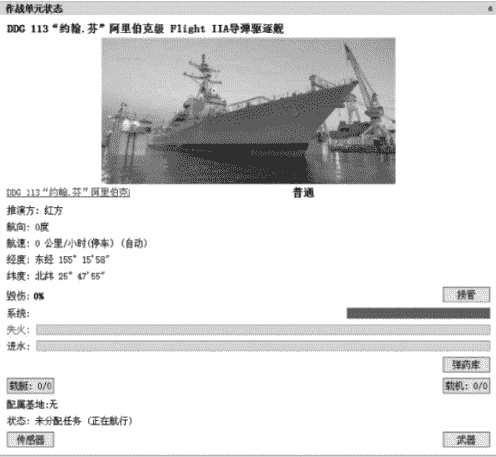 作战单元状态
DDG 113“约翰.芬”阿里伯克级 Flight IIA导弹驱逐舰
DDG 113“约翰.芬”阿里伯克 普通
推演方: 红方
航向: 0度
航速: 0 公里/小时(停车) (自动)
经度: 东经 155° 15'58"
纬度: 北纬 25° 47'55"
毁伤: 0% 接管
系统:
失火:
进水:
弹药库
载艇: 0/0 载机: 0/0
配属基地:无
状态: 未分配任务 (正在航行)
传感器 武器